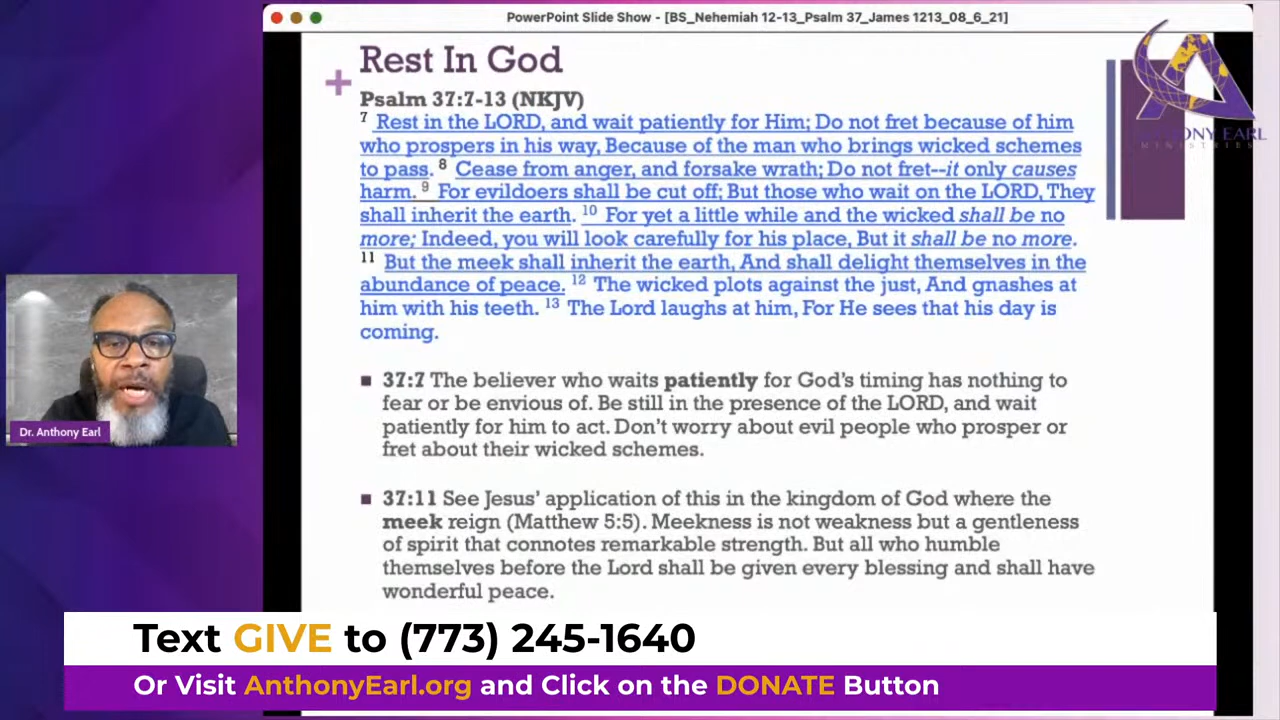 PowerPoint Slide Show - [BS_Nehemiah 12-13_Psalm 37_James 1213_08_6_21]
Rest In God
+
Psalm 37:7-13 (NKJV)
7 Rest in the LORD, and wait patiently for Him; Do not fret because of him
who prospers in his way, Because of the man who brings wicked schemes
to pass. 8 Cease from anger, and forsake wrath; Do not fret--it only causes
harm. 9 For evildoers shall be cut off; But those who wait on the LORD, They
shall inherit the earth. 10 For yet a little while and the wicked shall be no
more; Indeed, you will look carefully for his place, But it shall be no more.
11 But the meek shall inherit the earth, And shall delight themselves in the
abundance of peace. 12 The wicked plots against the just, And gnashes at
him with his teeth. 13 The Lord laughs at him, For He sees that his day is
coming.
■ 37:7 The believer who waits patiently for God's timing has nothing to
fear or be envious of. Be still in the presence of the LORD, and wait
patiently for him to act. Don't worry about evil people who prosper or
fret about their wicked schemes.
■ 37:11 See Jesus' application of this in the kingdom of God where the
meek reign (Matthew 5:5). Meekness is not weakness but a gentleness
of spirit that connotes remarkable strength. But all who humble
themselves before the Lord shall be given every blessing and shall have
wonderful peace.
ANTHONY EARL
MINISTRIES
Dr. Anthony Earl
Text GIVE to (773) 245-1640
Or Visit AnthonyEarl.org and Click on the DONATE Button